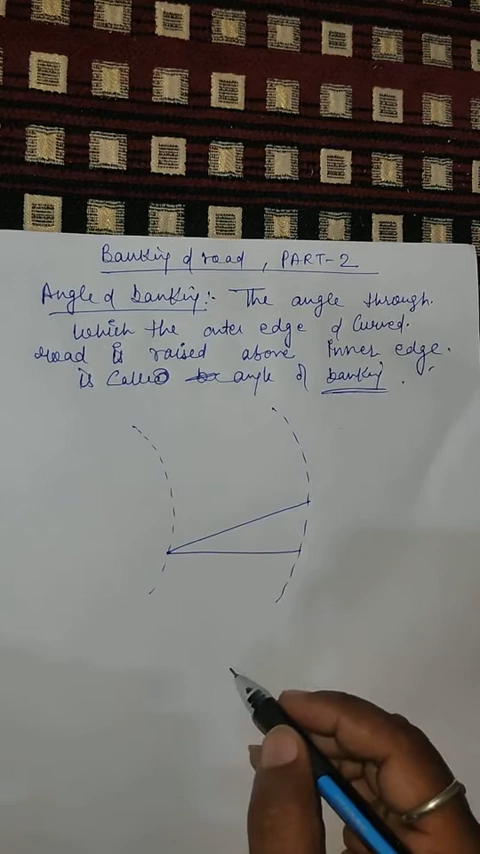 Banking of road, PART-2
Angle of banking:- The angle through
which the outer edge of curved
road is raised above inner edge.
is called angle of banking.